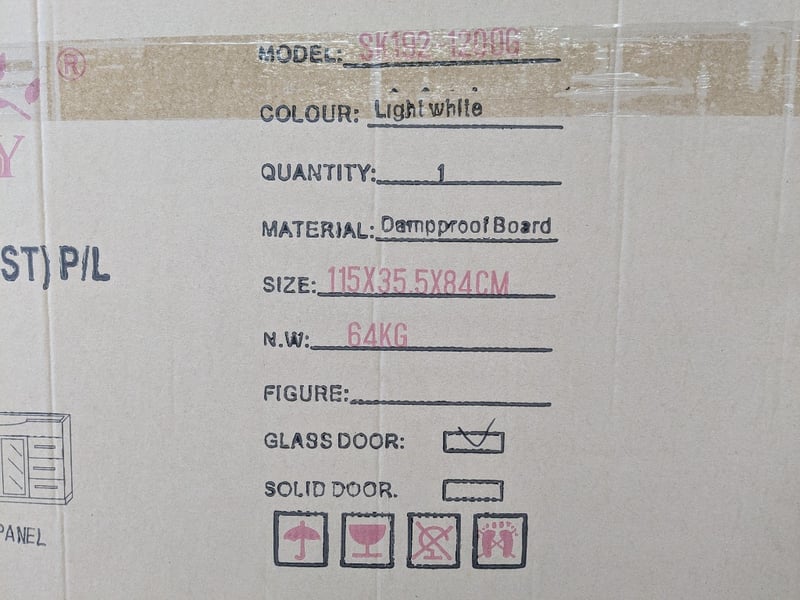 ®
MODEL: SK192 1200G
COLOUR: Light white
QUANTITY: 1
Y
MATERIAL: Dampproof Board
ST) P/L
SIZE: 115X35.5X84CM
N.W: 64KG
FIGURE:
GLASS DOOR:
SOLID DOOR.
PANEL